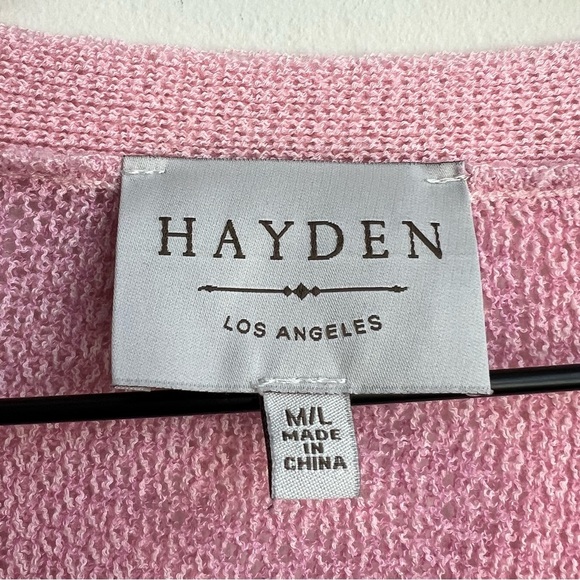 HAYDEN
LOS ANGELES
M/L
MADE
IN
CHINA